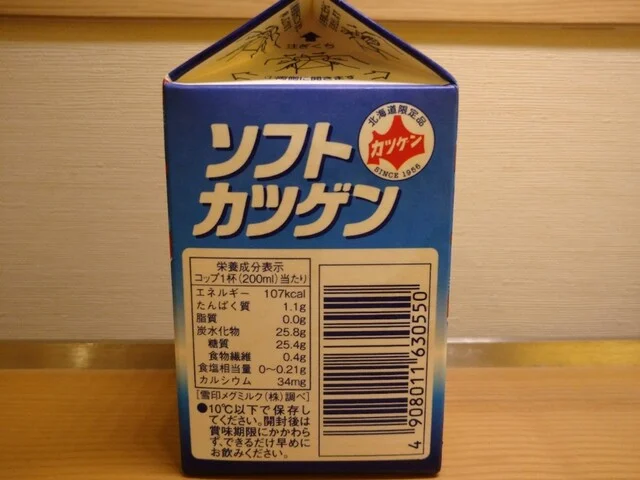 注ぎくち
北海道限定品
カツゲン
SINCE 1956
ソフト
カツゲン
栄養成分表示
コップ1杯(200ml)当たり
エネルギー 107kcal
たんぱく質 1.1g
脂質 0.0g
炭水化物 25.8g
糖質 25.4g
食物繊維 0.4g
食塩相当量 0~0.21g
カルシウム 34mg
[雪印メグミルク(株)調べ]
●10℃以下で保存し
てください。開封後は
賞味期限にかかわら
ず、できるだけ早めに
お飲みください。
4 908011 630550